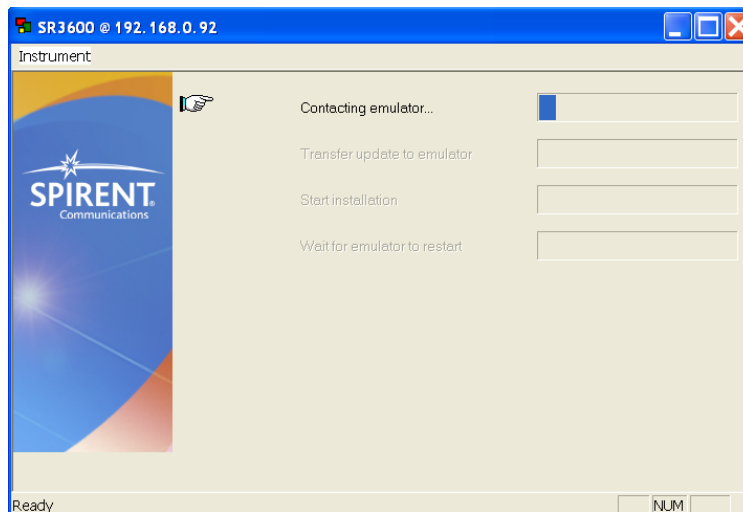 SR3600 @ 192.168.0.92
Instrument
SPIRENT.
Communications
Contacting emulator...
Transfer update to emulator
Start installation
Wait for emulator to restart
Ready
NUM